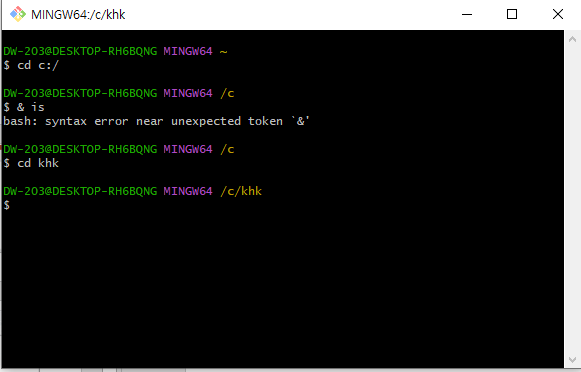 MINGW64:/c/khk
DW-203@DESKTOP-RH6BQNG MINGW64 ~
$ cd c:/
DW-203@DESKTOP-RH6BQNG MINGW64 /c
$ & is
bash: syntax error near unexpected token `&'
DW-203@DESKTOP-RH6BQNG MINGW64 /c
$ cd khk
DW-203@DESKTOP-RH6BQNG MINGW64 /c/khk
$